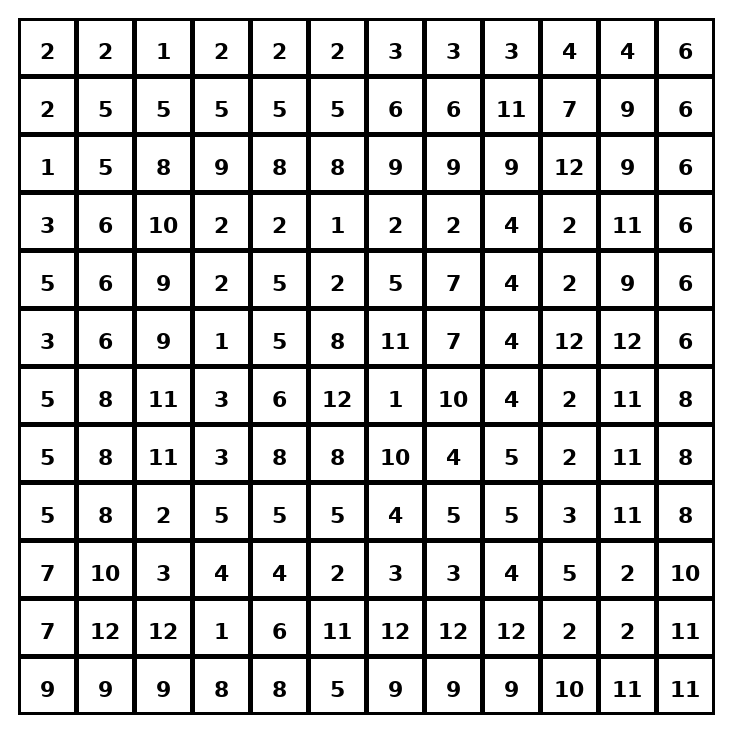 2 2 1 2 2 2 3 3 3 4 4 6
2 5 5 5 5 5 6 6 11 7 9 6
1 5 8 9 8 8 9 9 9 12 9 6
3 6 10 2 2 1 2 2 4 2 11 6
5 6 9 2 5 2 5 7 4 2 9 6
3 6 9 1 5 8 11 7 4 12 12 6
5 8 11 3 6 12 1 10 4 2 11 8
5 8 11 3 8 8 10 4 5 2 11 8
5 8 2 5 5 5 4 5 5 3 11 8
7 10 3 4 4 2 3 3 4 5 2 10
7 12 12 1 6 11 12 12 12 2 2 11
9 9 9 8 8 5 9 9 9 10 11 11